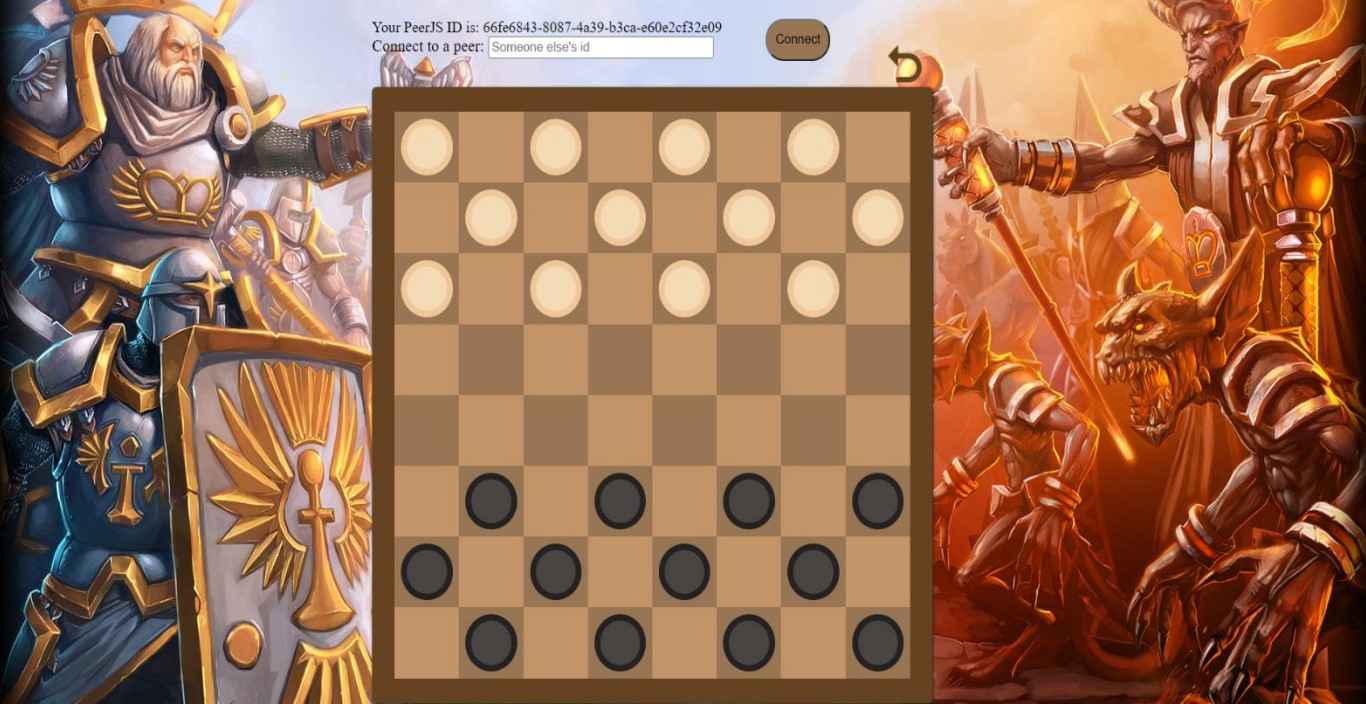 Your PeerJS ID is: 66fe6843-8087-4a39-b3ca-e60e2cf32e09
Connect to a peer: Someone else's id
Connect